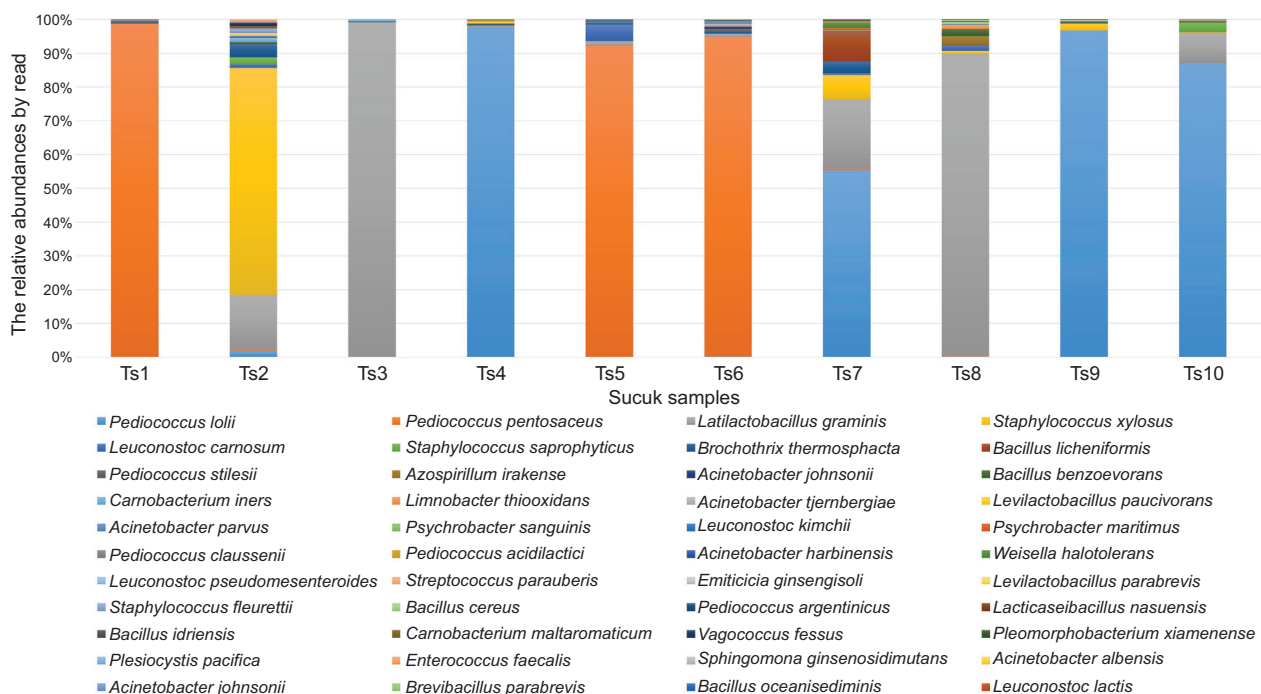 The relative abundances by read
100%
90%
80%
70%
60%
50%
40%
30%
20%
10%
0%
Ts1 Ts2 Ts3 Ts4 Ts5 Ts6 Ts7 Ts8 Ts9 Ts10
Sucuk samples
Pediococcus lolii Pediococcus pentosaceus Latilactobacillus graminis Staphylococcus xylosus
Leuconostoc carnosum Staphylococcus saprophyticus Brochothrix thermosphacta Bacillus licheniformis
Pediococcus stilesii Azospirillum irakense Acinetobacter johnsonii Bacillus benzoevorans
Carnobacterium iners Limnobacter thiooxidans Acinetobacter tjernbergiae Levilactobacillus paucivorans
Acinetobacter parvus Psychrobacter sanguinis Leuconostoc kimchii Psychrobacter maritimus
Pediococcus claussenii Pediococcus acidilactici Acinetobacter harbinensis Weisella halotolerans
Leuconostoc pseudomesenteroides Streptococcus parauberis Emiticicia ginsengisoli Levilactobacillus parabrevis
Staphylococcus fleurettii Bacillus cereus Pediococcus argentinicus Lacticaseibacillus nasuensis
Bacillus idriensis Carnobacterium maltaromaticum Vagococcus fessus Pleomorphobacterium xiamenense
Plesiocystis pacifica Enterococcus faecalis Sphingomona ginsenosidimutans Acinetobacter albensis
Acinetobacter johnsonii Brevibacillus parabrevis Bacillus oceanisediminis Leuconostoc lactis